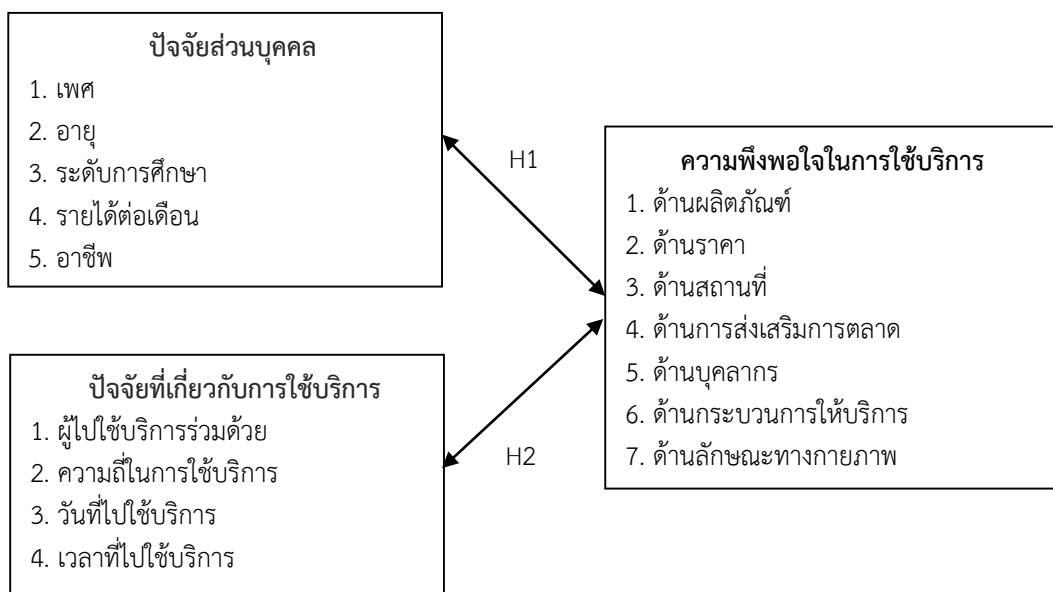 ปัจจัยส่วนบุคคล
1. เพศ
2. อายุ
3. ระดับการศึกษา
4. รายได้ต่อเดือน
5. อาชีพ
H1
ความพึงพอใจในการใช้บริการ
1. ด้านผลิตภัณฑ์
2. ด้านราคา
3. ด้านสถานที่
4. ด้านการส่งเสริมการตลาด
5. ด้านบุคลากร
6. ด้านกระบวนการให้บริการ
7. ด้านลักษณะทางกายภาพ
ปัจจัยที่เกี่ยวกับการใช้บริการ
1. ผู้ไปใช้บริการร่วมด้วย
2. ความถี่ในการใช้บริการ
3. วันที่ไปใช้บริการ
4. เวลาที่ไปใช้บริการ
H2